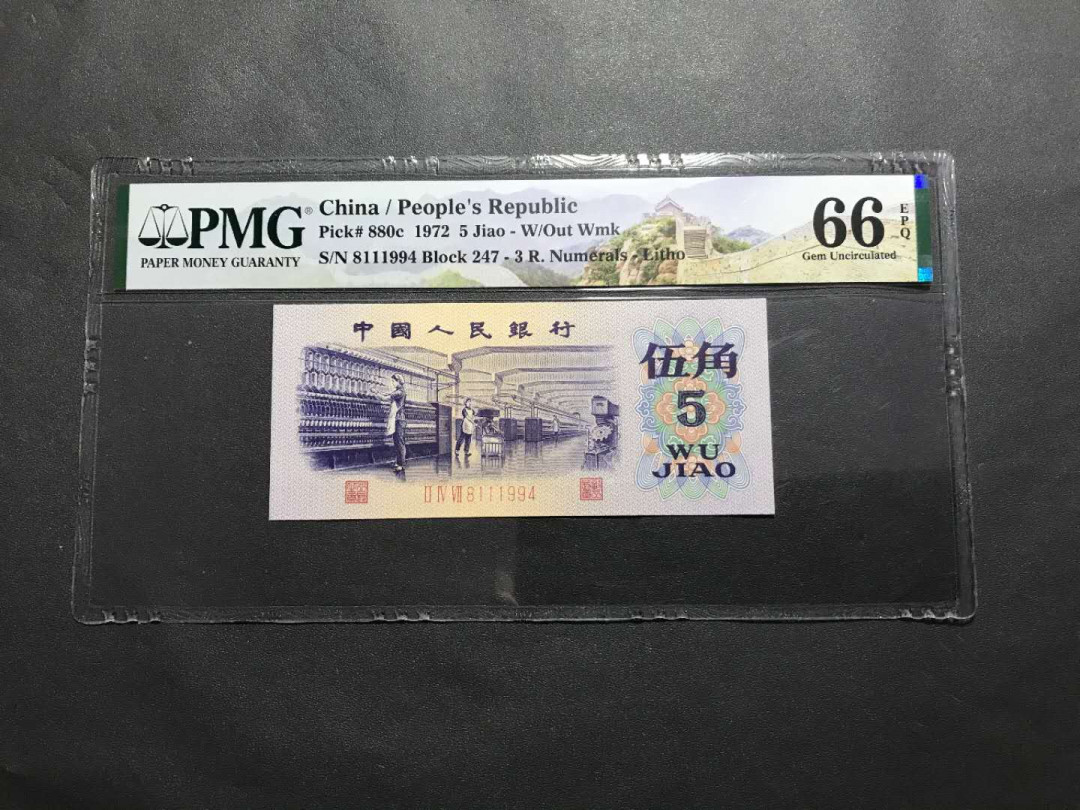 PMG®
PAPER MONEY GUARANTY
China / People's Republic
Pick# 880c 1972 5 Jiao - W/Out Wmk
S/N 8111994 Block 247 - 3 R. Numerals - Litho
66
EPQ
Gem Uncirculated
中國人民銀行
伍角
5
WU
JIAO
II IV VII 8111994